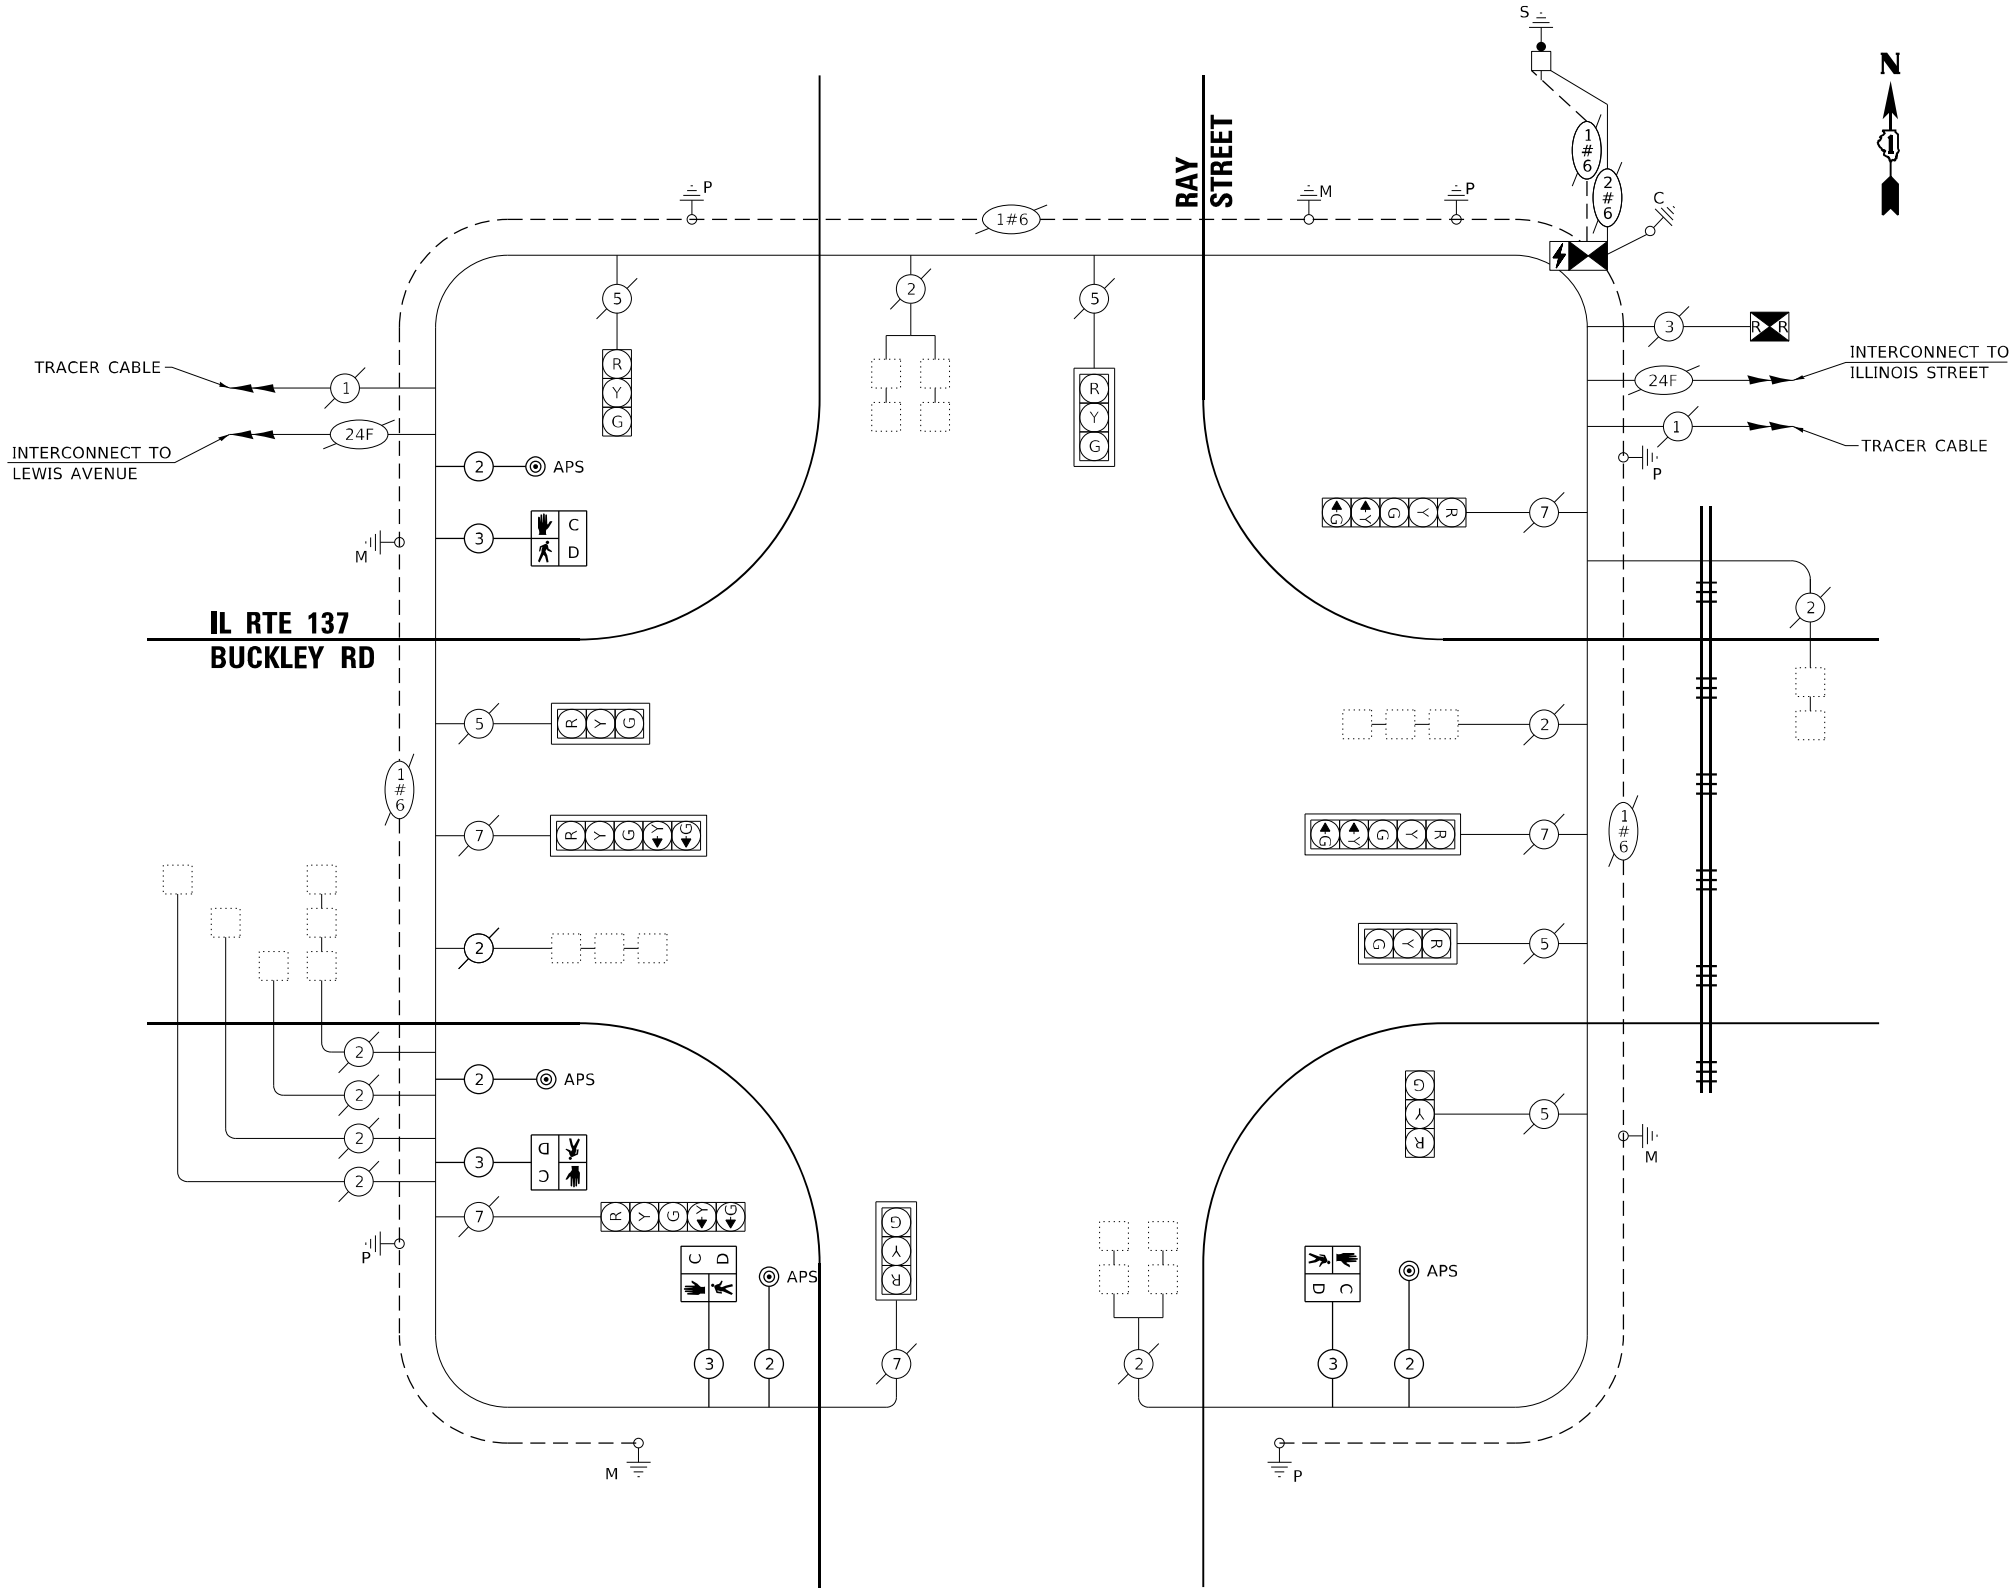 S
N
1
1
#
6
2
#
6
C
RAY
STREET
P
1#6
M
P
5
2
5
3
R R
R
Y
G
R
Y
G
TRACER CABLE
1
INTERCONNECT TO
ILLINOIS STREET
24F
24F
1
INTERCONNECT TO
LEWIS AVENUE
TRACER CABLE
2
APS
P
3
C
D
M
G Y G Y R
7
2
IL RTE 137
BUCKLEY RD
5
R Y G
2
1
#
6
7
R Y G Y G
G Y G Y R
7
1
#
6
2
G Y R
5
2
2
APS
2
2
2
3
D
C
7
R Y G Y G
P
G
Y
R
5
M
C D
APS
G
Y
R
D C
APS
3
2
7
2
3
2
M
P